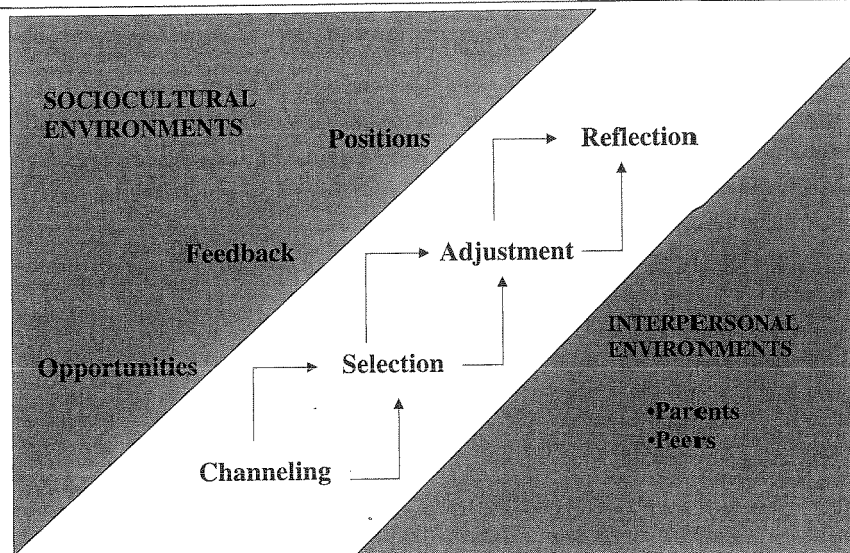 SOCIOCULTURAL
ENVIRONMENTS
Positions
Reflection
Feedback
Adjustment
Opportunities
Selection
Channeling
INTERPERSONAL
ENVIRONMENTS
•Parents
•Peers